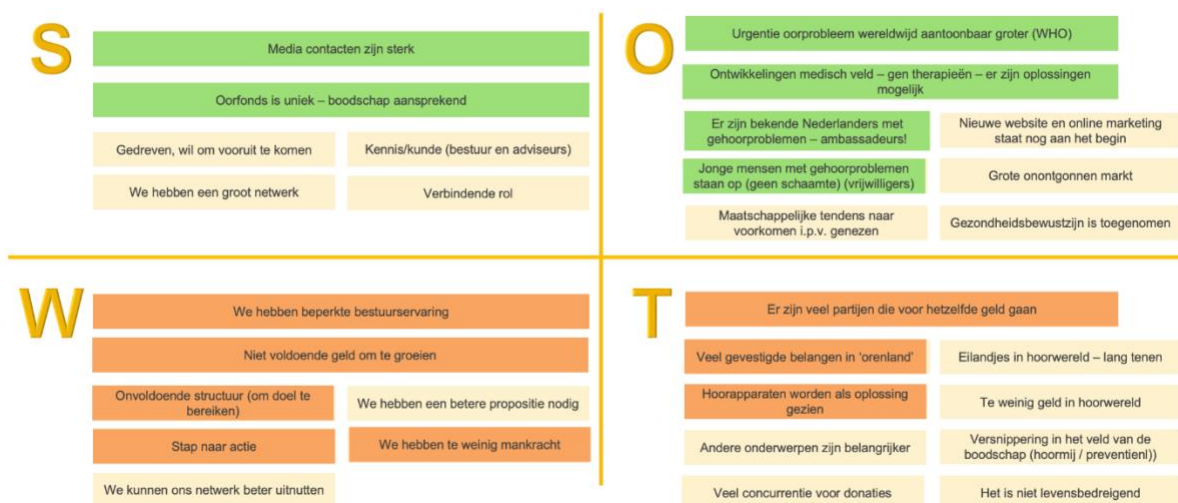 S
Media contacten zijn sterk
Oorfonds is uniek – boodschap aansprekend
Gedreven, wil om vooruit te komen
Kennis/kunde (bestuur en adviseurs)
We hebben een groot netwerk
Verbindende rol
O
Urgentie oorprobleem wereldwijd aantoonbaar groter (WHO)
Ontwikkelingen medisch veld – gen therapieën – er zijn oplossingen
mogelijk
Er zijn bekende Nederlanders met
gehoorproblemen – ambassadeurs!
Nieuwe website en online marketing
staat nog aan het begin
Jonge mensen met gehoorproblemen
staan op (geen schaamte) (vrijwilligers)
Grote onontgonnen markt
Maatschappelijke tendens naar
voorkomen i.p.v. genezen
Gezondheidsbewustzijn is toegenomen
W
We hebben beperkte bestuurservaring
Niet voldoende geld om te groeien
Onvoldoende structuur (om doel te
bereiken)
We hebben een betere propositie nodig
Stap naar actie
We hebben te weinig mankracht
We kunnen ons netwerk beter uitnutten
T
Er zijn veel partijen die voor hetzelfde geld gaan
Veel gevestigde belangen in ‘orenland’
Eilandjes in hoorwereld – lang tenen
Hoorapparaten worden als oplossing
gezien
Te weinig geld in hoorwereld
Andere onderwerpen zijn belangrijker
Versnippering in het veld van de
boodschap (hoormij / preventienl))
Veel concurrentie voor donaties
Het is niet levensbedreigend